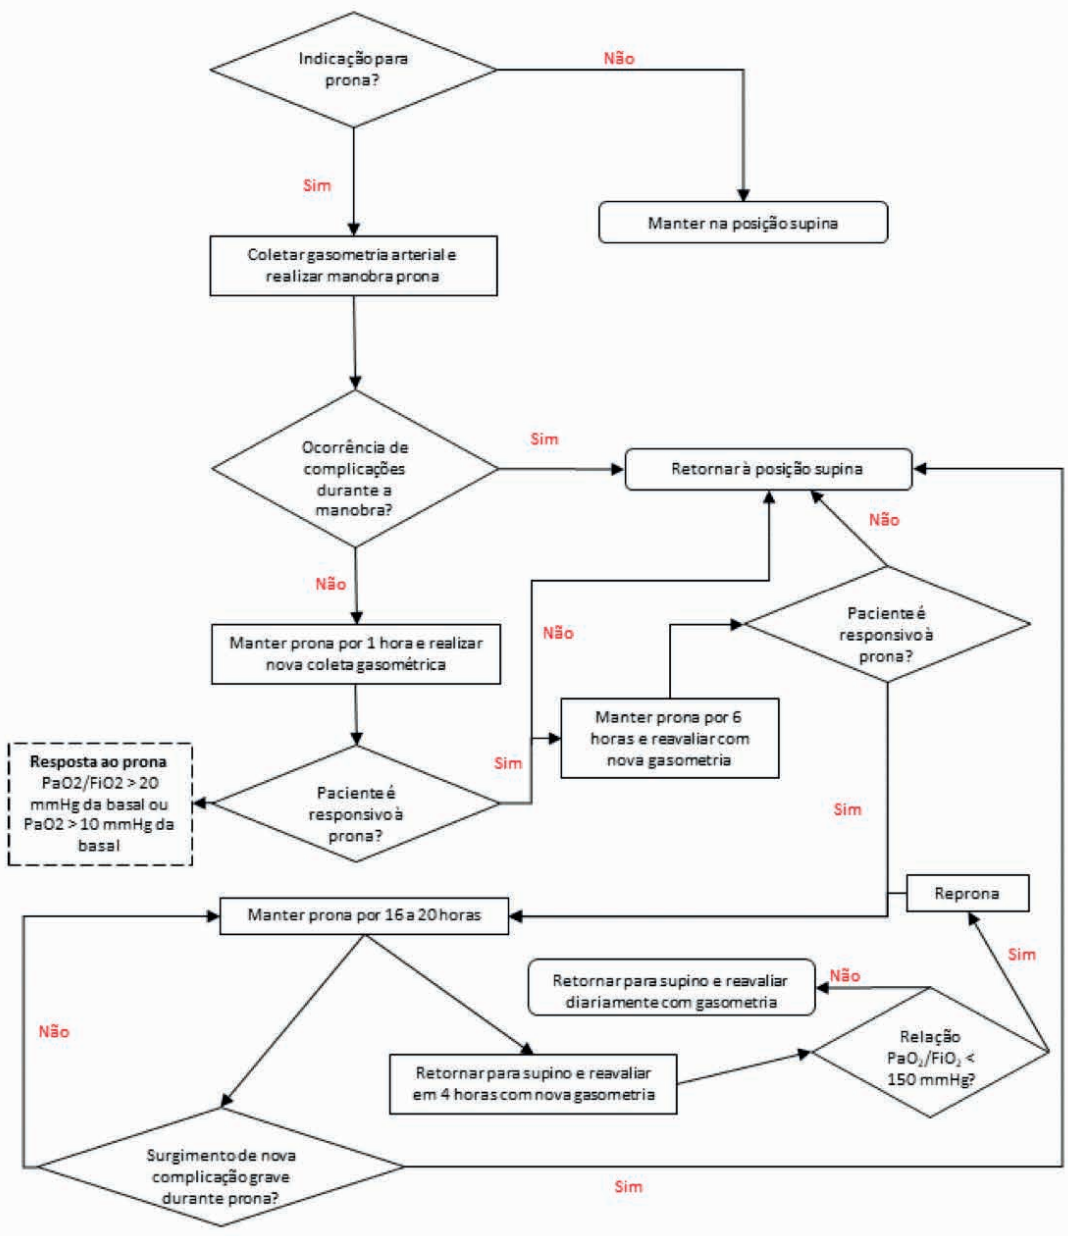 Indicação para
prona?
Não
Sim
Manter na posição supina
Coletar gasometria arterial e
realizar manobra prona
Ocorrência de
complicações
durante a
manobra?
Sim
Retornar à posição supina
Não
Não
Manter prona por 1 hora e realizar
nova coleta gasométrica
Não
Paciente é
responsivo à
prona?
Manter prona por 6
horas e reavaliar com
nova gasometria
Sim
Resposta ao prona
PaO2/FiO2 > 20
mmHg da basal ou
PaO2 > 10 mmHg da
basal
Paciente é
responsivo à
prona?
Sim
Reprona
Manter prona por 16 a 20 horas
Sim
Retornar para supino e reavaliar
diariamente com gasometria
Não
Não
Relação
PaO₂/FiO₂ <
150 mmHg?
Retornar para supino e reavaliar
em 4 horas com nova gasometria
Surgimento de nova
complicação grave
durante prona?
Sim